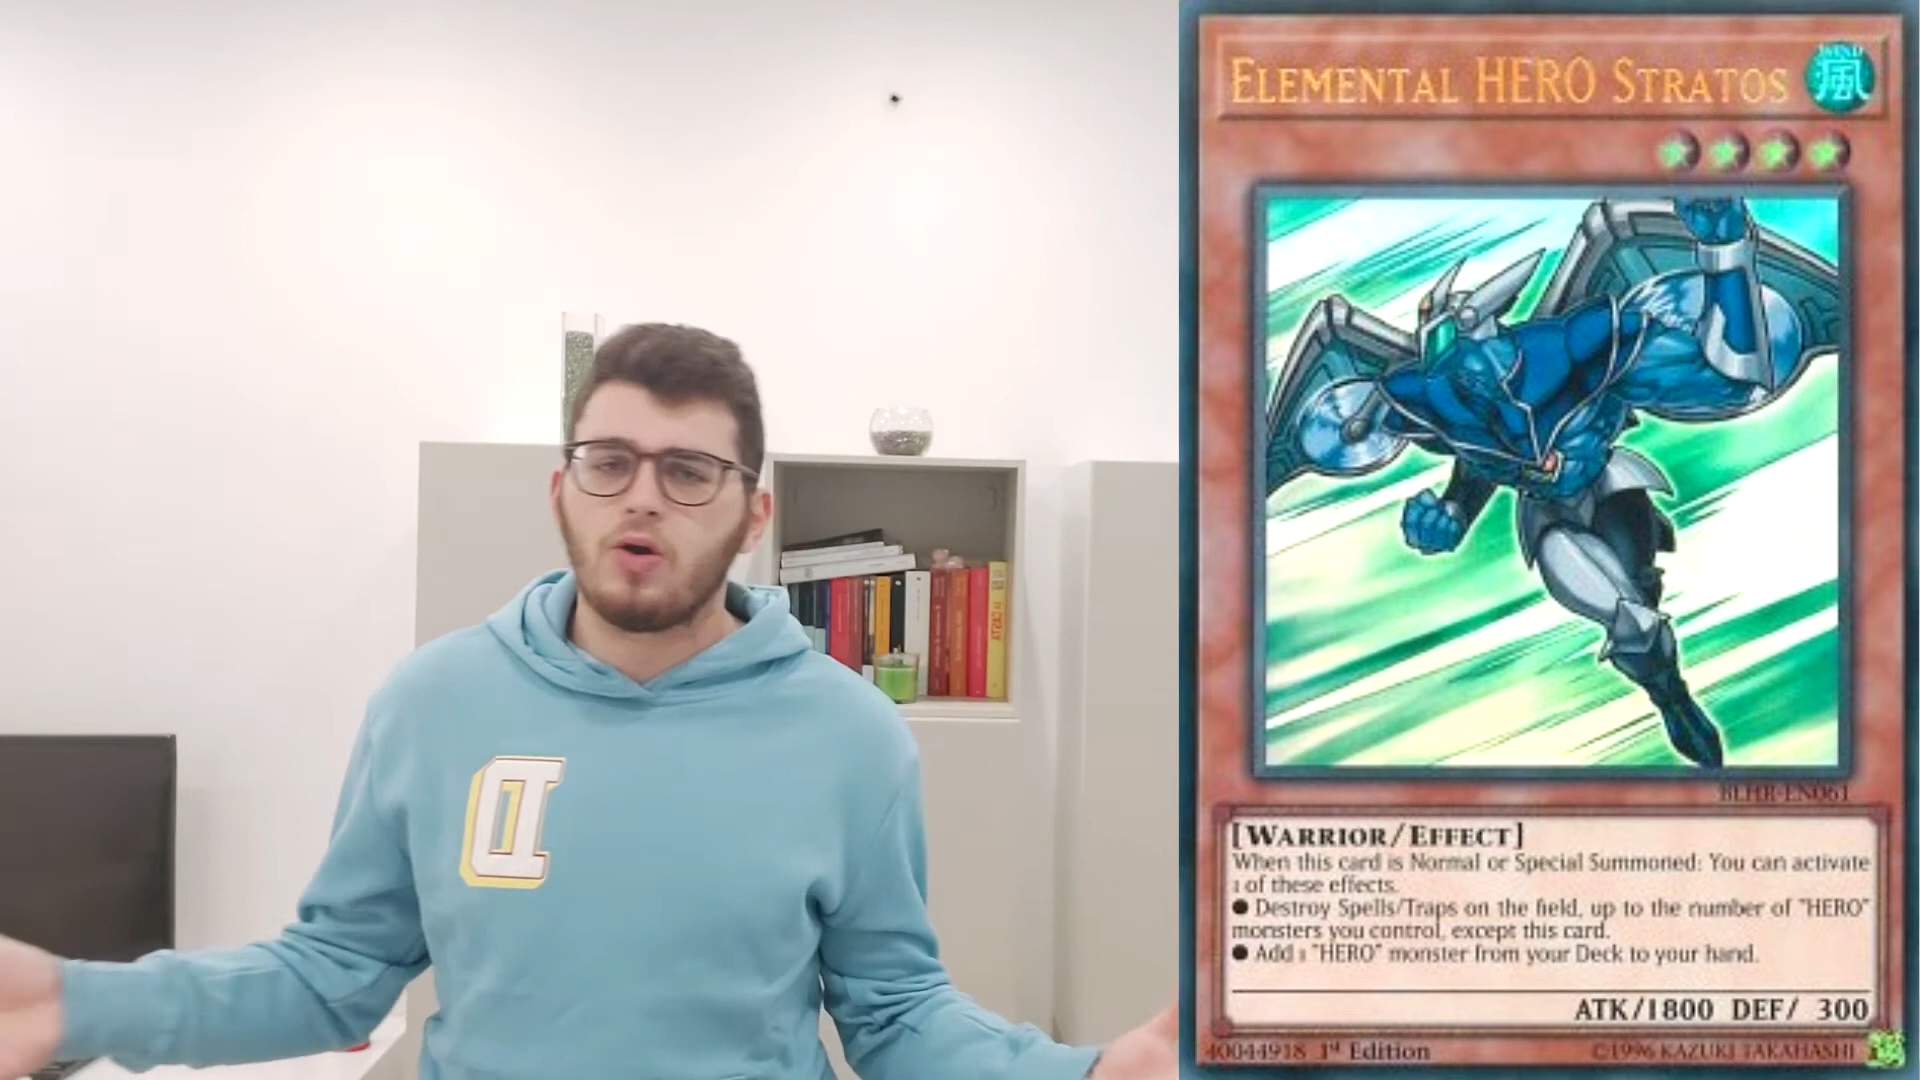 ELEMENTAL HERO STRATOS
WIND
風
BLHR-EN061
[WARRIOR/EFFECT]
When this card is Normal or Special Summoned: You can activate
1 of these effects.
● Destroy Spells/Traps on the field, up to the number of "HERO"
monsters you control, except this card.
● Add 1 "HERO" monster from your Deck to your hand.
ATK/1800 DEF/ 300
40044918 1st Edition
©1996 KAZUKI TAKAHASHI